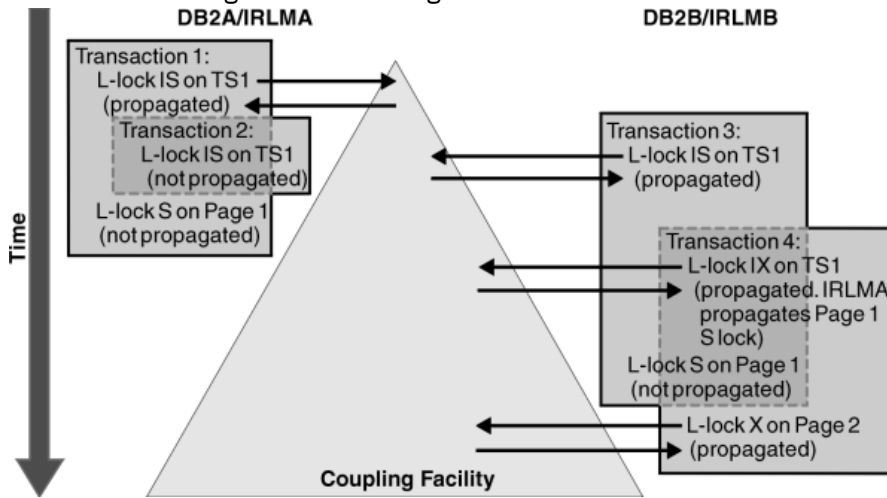 DB2A/IRLMA
DB2B/IRLMB
Transaction 1:
L-lock IS on TS1
(propagated)
Transaction 2:
L-lock IS on TS1
(not propagated)
L-lock S on Page 1
(not propagated)
Transaction 3:
L-lock IS on TS1
(propagated)
Transaction 4:
L-lock IX on TS1
(propagated. IRLMA
propagates Page 1
S lock)
L-lock S on Page 1
(not propagated)
L-lock X on Page 2
(propagated)
Time
Coupling Facility